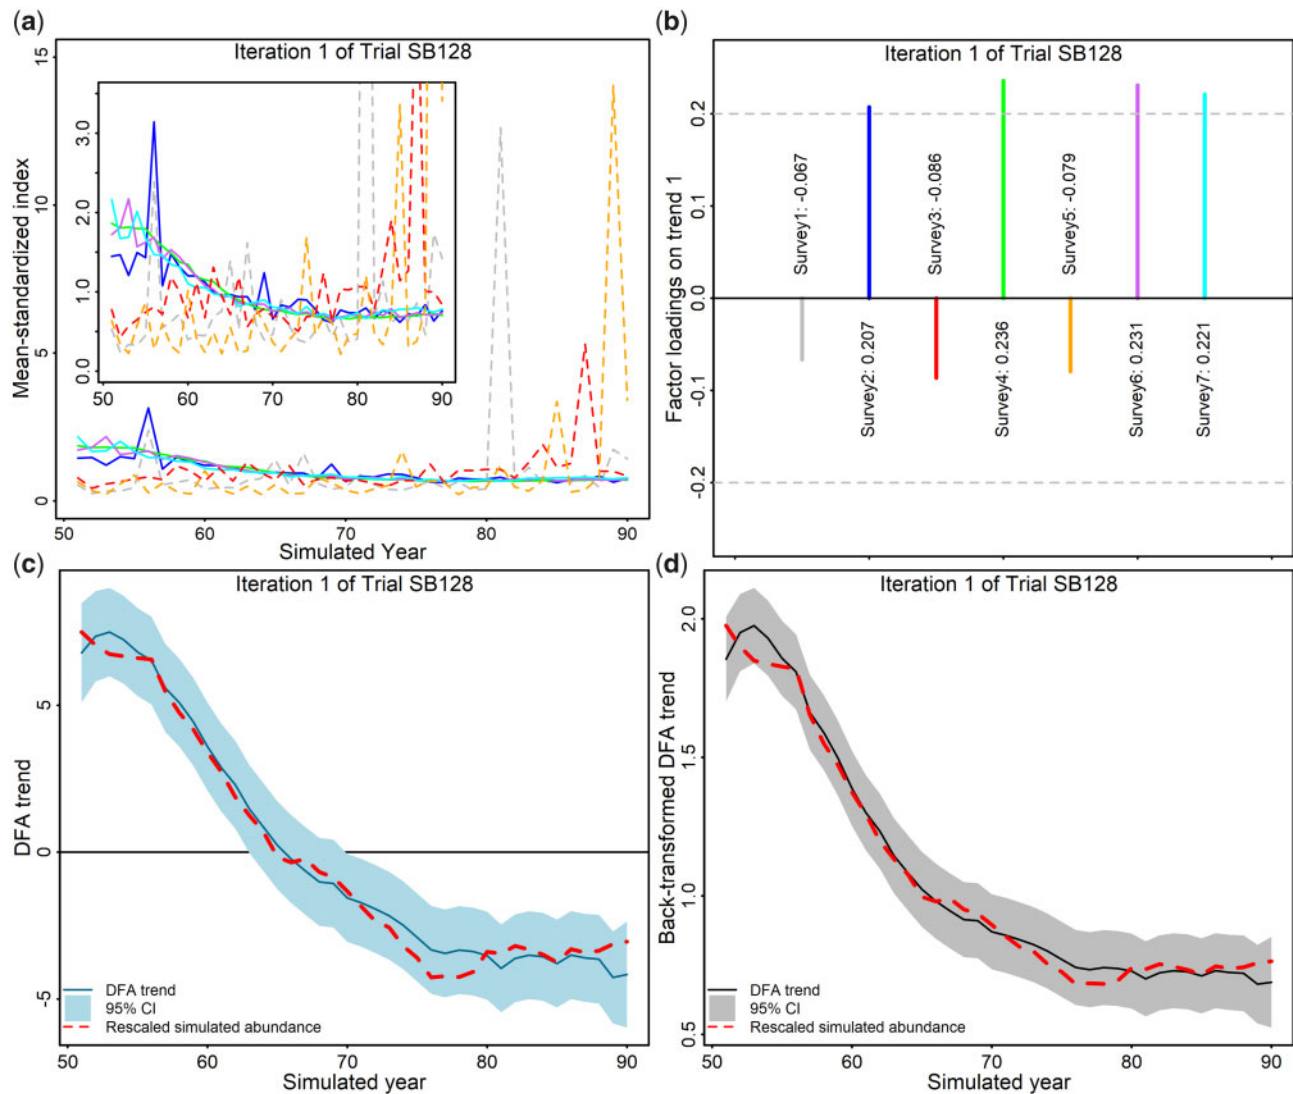 (a)
Iteration 1 of Trial SB128
Mean-standardized index
15
10
5
0
50
60
70
80
90
Simulated Year
3.0
2.0
1.0
0.0
50
60
70
80
90
(b)
Iteration 1 of Trial SB128
Factor loadings on trend 1
0.2
0.1
0.0
-0.1
-0.2
Survey1: -0.067
Survey2: 0.207
Survey3: -0.086
Survey4: 0.236
Survey5: -0.079
Survey6: 0.231
Survey7: 0.221
(c)
Iteration 1 of Trial SB128
DFA trend
5
0
-5
DFA trend
95% CI
Rescaled simulated abundance
50
60
70
80
90
Simulated year
(d)
Iteration 1 of Trial SB128
Back-transformed DFA trend
2.0
1.5
1.0
0.5
DFA trend
95% CI
Rescaled simulated abundance
50
60
70
80
90
Simulated year